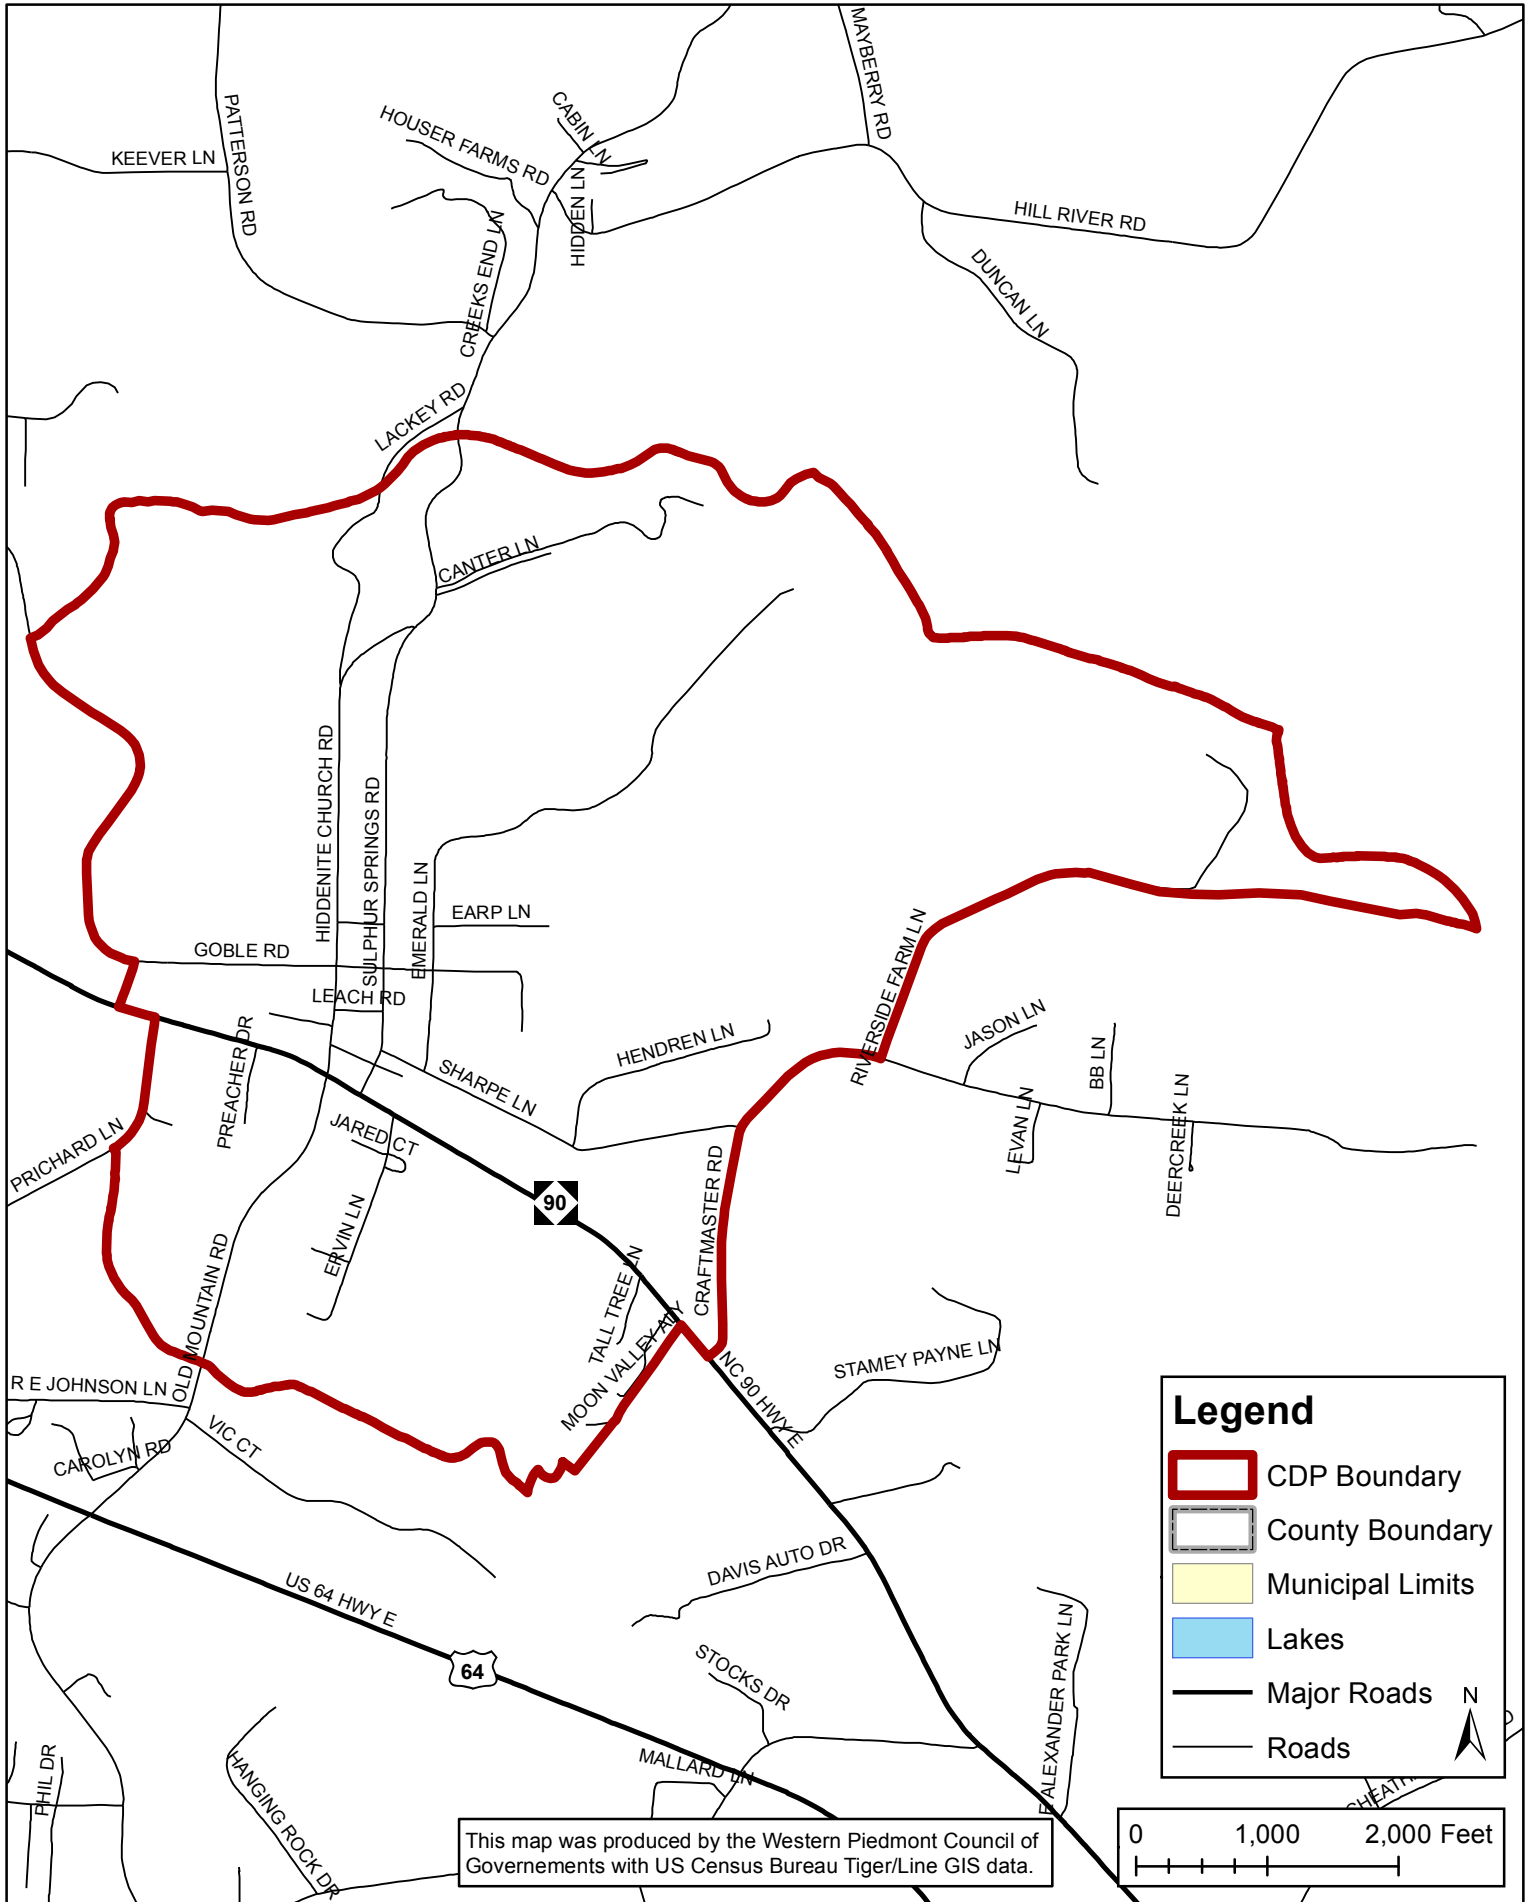 MAYBERRY RD
PATTERSON RD
KEEVER LN
HOUSER FARMS RD
CABIN LN
HIDDEN LN
HILL RIVER RD
CREEKS END LN
DUNCAN LN
LACKEY RD
CANTER LN
HIDDENITE CHURCH RD
SULPHUR SPRINGS RD
EMERALD LN
EARP LN
GOBLE RD
LEACH RD
RIVERSIDE FARM LN
JASON LN
HENDREN LN
BB LN
PREACHER DR
SHARPE LN
LEVAN LN
DEERCREEK LN
PRICHARD LN
JARED CT
ERVIN LN
90
CRAFTMASTER RD
OLD MOUNTAIN RD
TALL TREE LN
MOON VALLEY ALY
NC 90 HWY E
STAMEY PAYNE LN
R E JOHNSON LN
VIC CT
CAROLYN RD
US 64 HWY E
64
DAVIS AUTO DR
STOCKS DR
E ALEXANDER PARK LN
MALLARD LN
PHIL DR
HANGING ROCK DR
Legend
CDP Boundary
County Boundary
Municipal Limits
Lakes
Major Roads
N
Roads
This map was produced by the Western Piedmont Council of
Governements with US Census Bureau Tiger/Line GIS data.
0 1,000 2,000 Feet